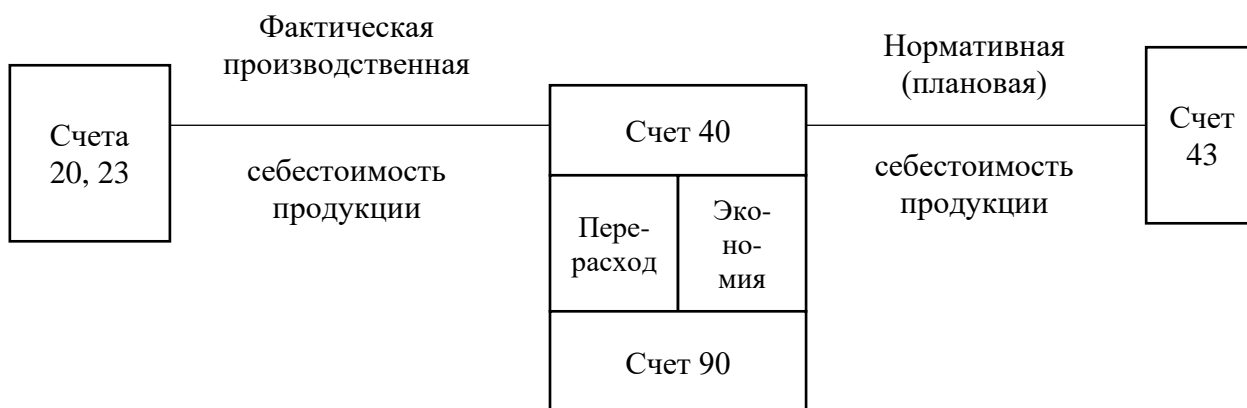 Счета
20, 23
Фактическая
производственная
себестоимость
продукции
Счет 40
Пере-
расход
Эко-
но-
мия
Счет 90
Нормативная
(плановая)
себестоимость
продукции
Счет
43